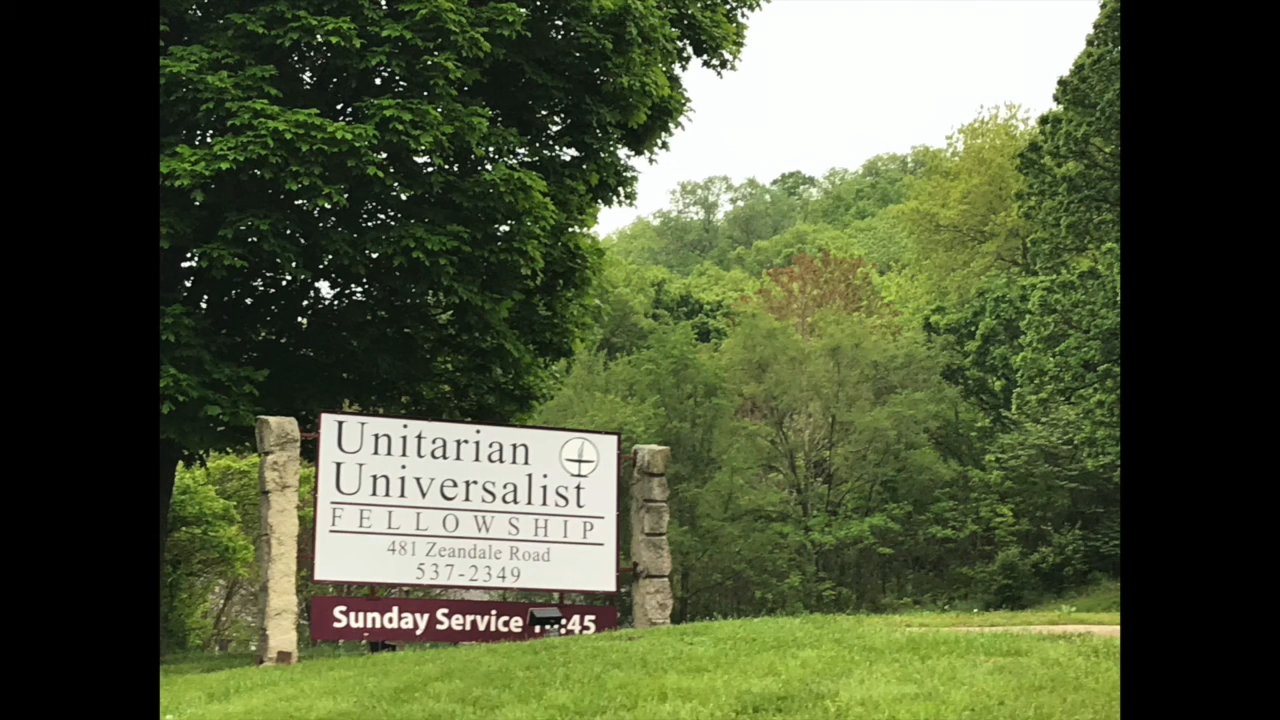 Unitarian
Universalist
FELLOWSHIP
481 Zeandale Road
537-2349
Sunday Service :45